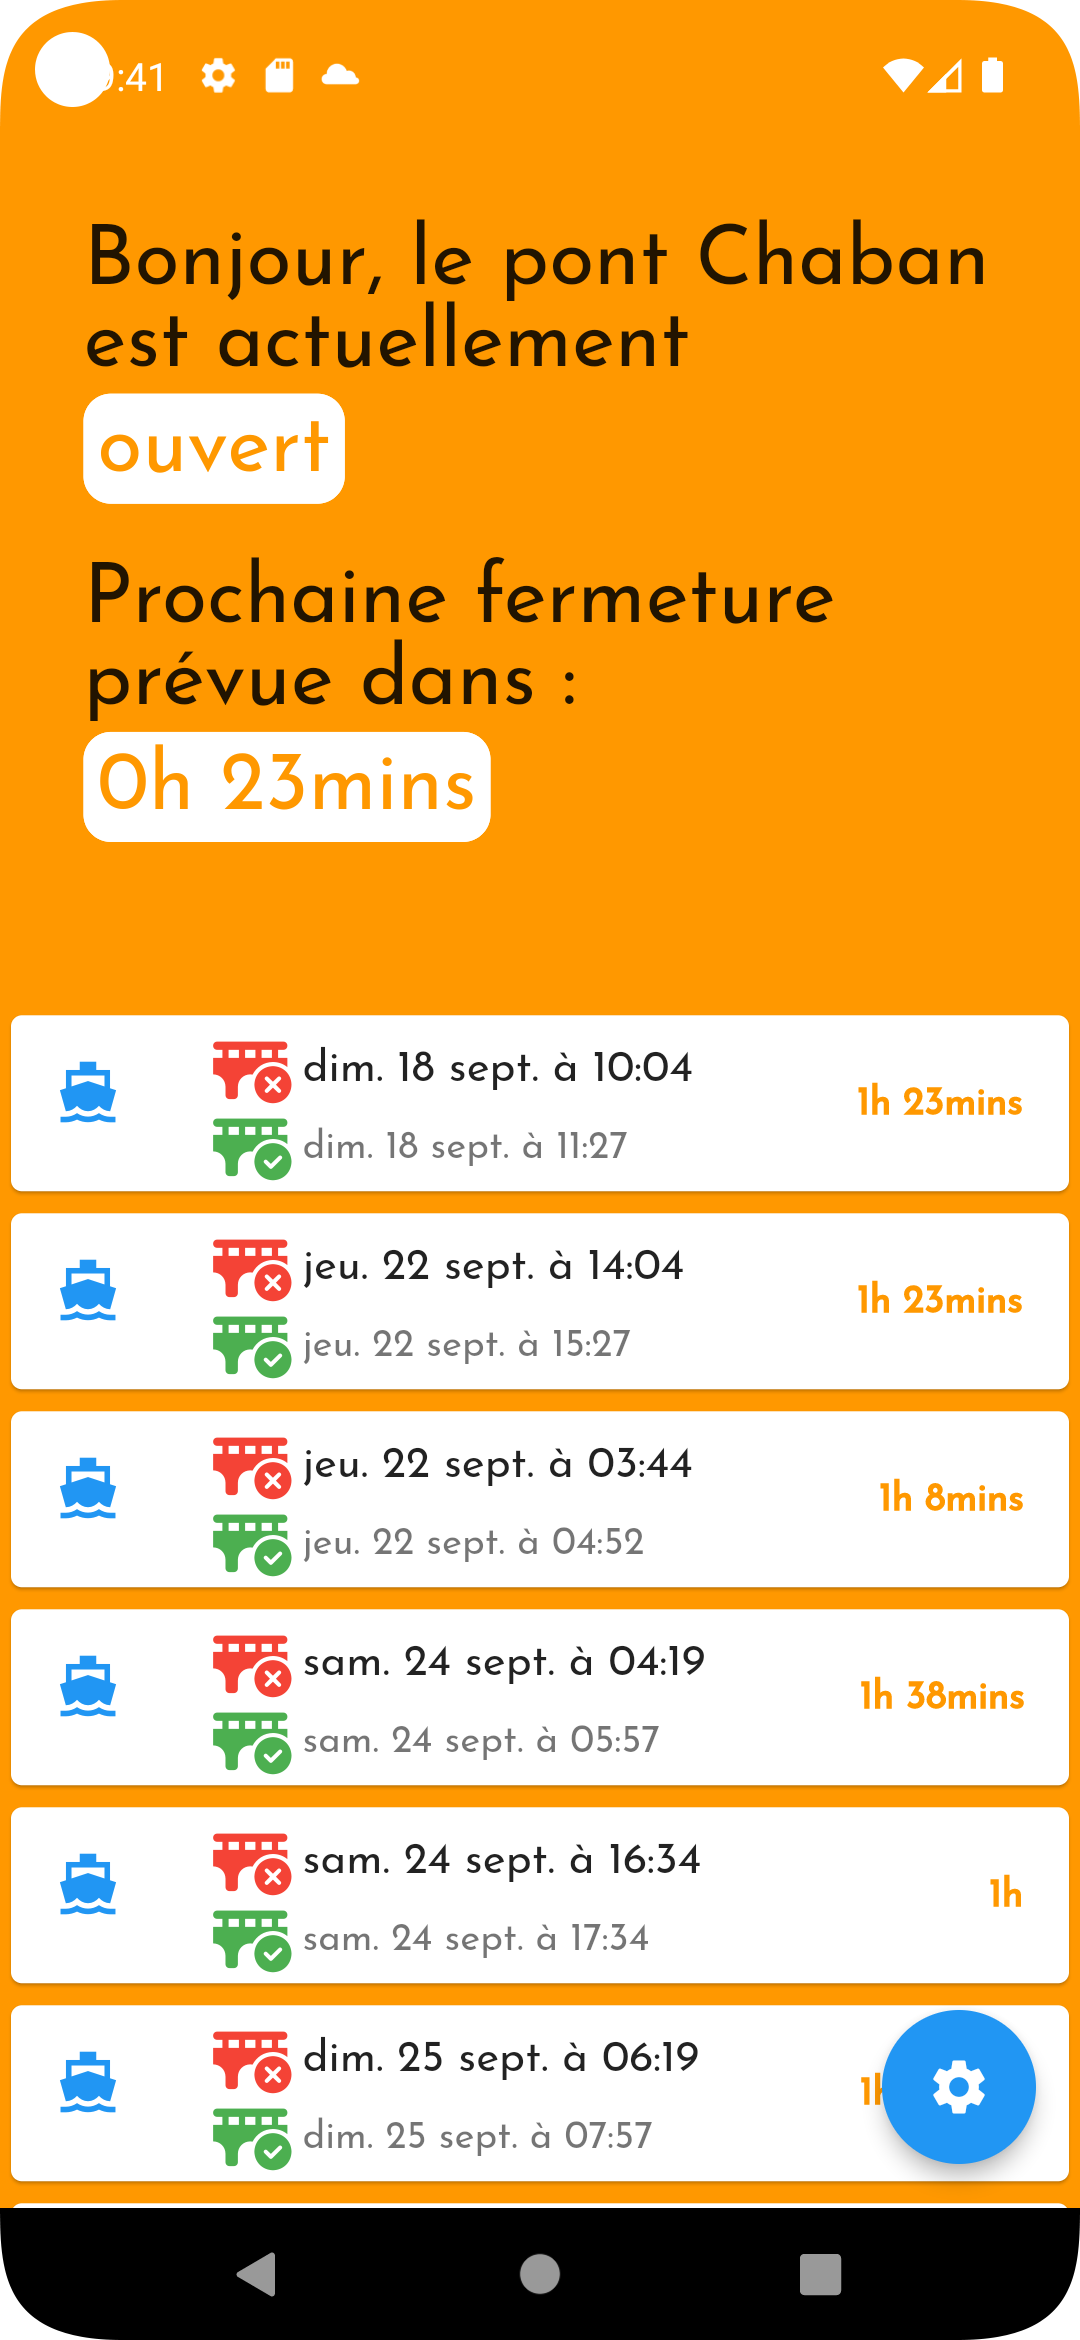 :41
Bonjour, le pont Chaban
est actuellement
ouvert
Prochaine fermeture
prévue dans :
0h 23mins
dim. 18 sept. à 10:04
1h 23mins
dim. 18 sept. à 11:27
jeu. 22 sept. à 14:04
1h 23mins
jeu. 22 sept. à 15:27
jeu. 22 sept. à 03:44
1h 8mins
jeu. 22 sept. à 04:52
sam. 24 sept. à 04:19
1h 38mins
sam. 24 sept. à 05:57
sam. 24 sept. à 16:34
1h
sam. 24 sept. à 17:34
dim. 25 sept. à 06:19
dim. 25 sept. à 07:57